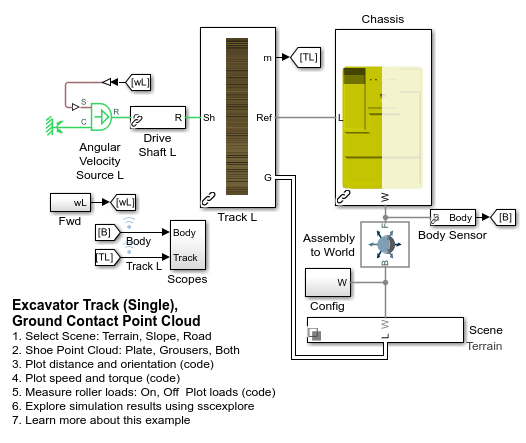 Chassis
[wL]
m
[TL]
S
R
C
Angular
Velocity
Source L
R
Drive
Shaft L
Sh
Ref
G
Track L
L
W
wL
[wL]
Fwd
[B]
Body
[TL]
Track L
Body
Track
Scopes
F
B
Assembly
to World
Body
[B]
Body Sensor
W
Config
W
L
Scene
Terrain
Excavator Track (Single),
Ground Contact Point Cloud
1. Select Scene: Terrain, Slope, Road
2. Shoe Point Cloud: Plate, Grousers, Both
3. Plot distance and orientation (code)
4. Plot speed and torque (code)
5. Measure roller loads: On, Off Plot loads (code)
6. Explore simulation results using sscexplore
7. Learn more about this example